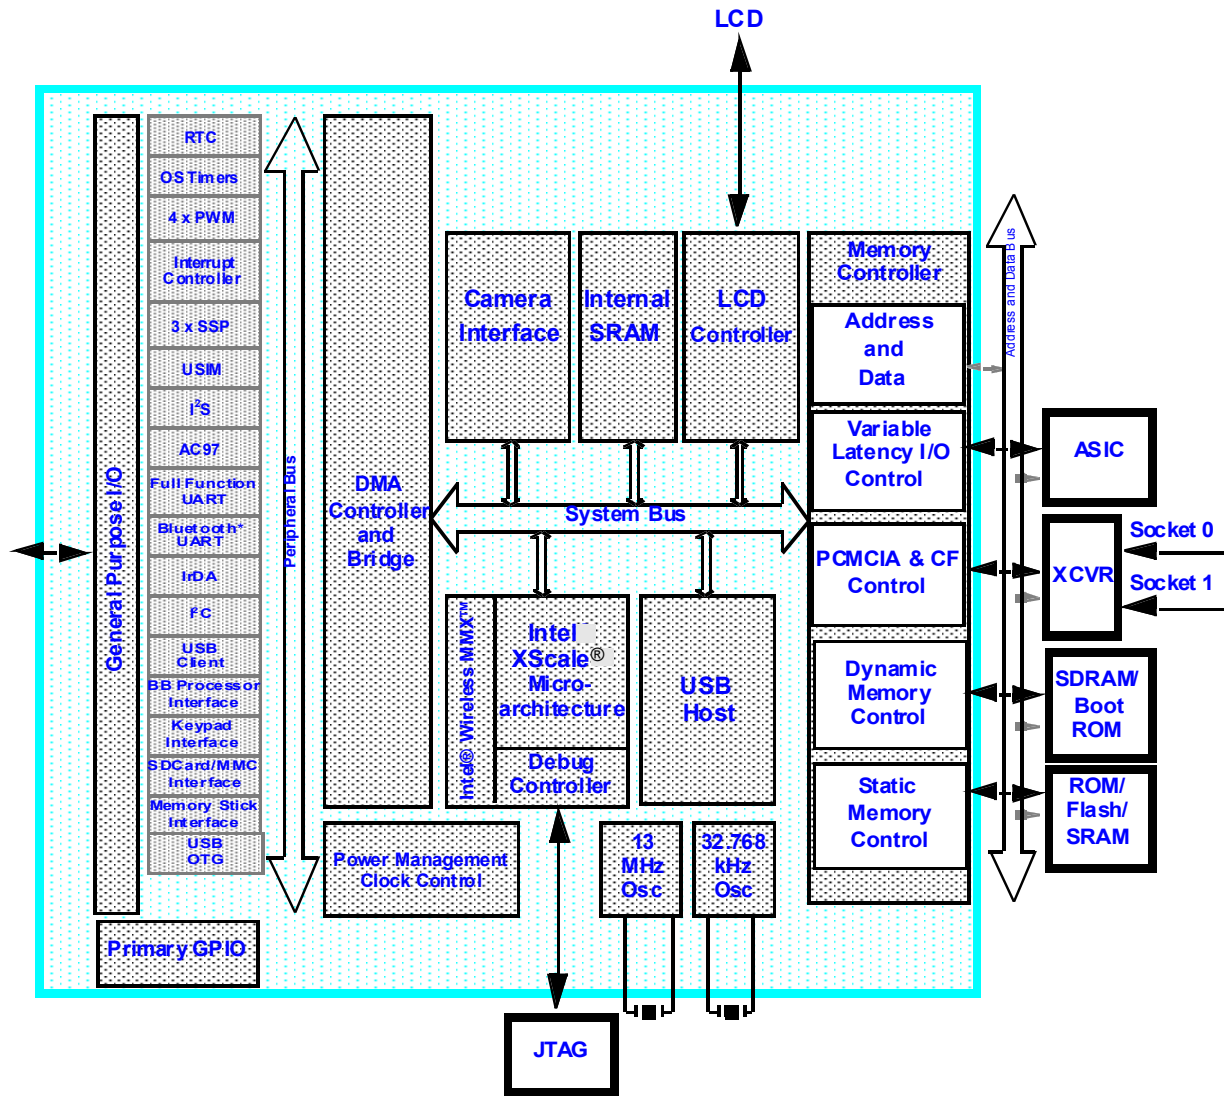 LCD
General Purpose I/O
RTC
OS Timers
4 x PWM
Interrupt
Controller
3 x SSP
USIM
I²S
AC97
Full Function
UART
Bluetooth*
UART
IrDA
I²C
USB
Client
BB Processor
Interface
Keypad
Interface
SDCard/MMC
Interface
Memory Stick
Interface
USB
OTG
Primary GPIO
Peripheral Bus
DMA
Controller
and
Bridge
Camera
Interface
Internal
SRAM
LCD
Controller
System Bus
Intel® Wireless MMX™
Intel
XScale®
Micro-
architecture
Debug
Controller
USB
Host
Power Management
Clock Control
13
MHz
Osc
32.768
kHz
Osc
JTAG
Memory
Controller
Address
and
Data
Variable
Latency I/O
Control
PCMCIA & CF
Control
Dynamic
Memory
Control
Static
Memory
Control
Address and Data Bus
ASIC
XCVR
Socket 0
Socket 1
SDRAM/
Boot
ROM
ROM/
Flash/
SRAM